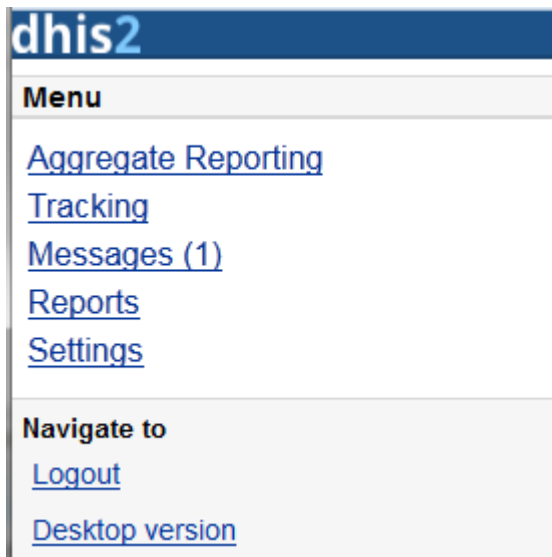 dhis2
Menu
Aggregate Reporting
Tracking
Messages (1)
Reports
Settings
Navigate to
Logout
Desktop version